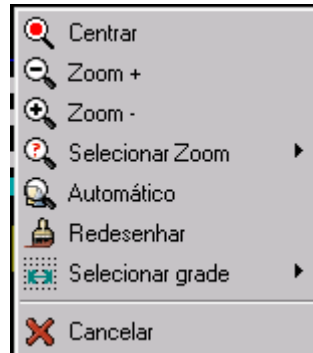 Centrar
Zoom +
Zoom -
Selecionar Zoom
Automático
Redesenhar
Selecionar grade
Cancelar